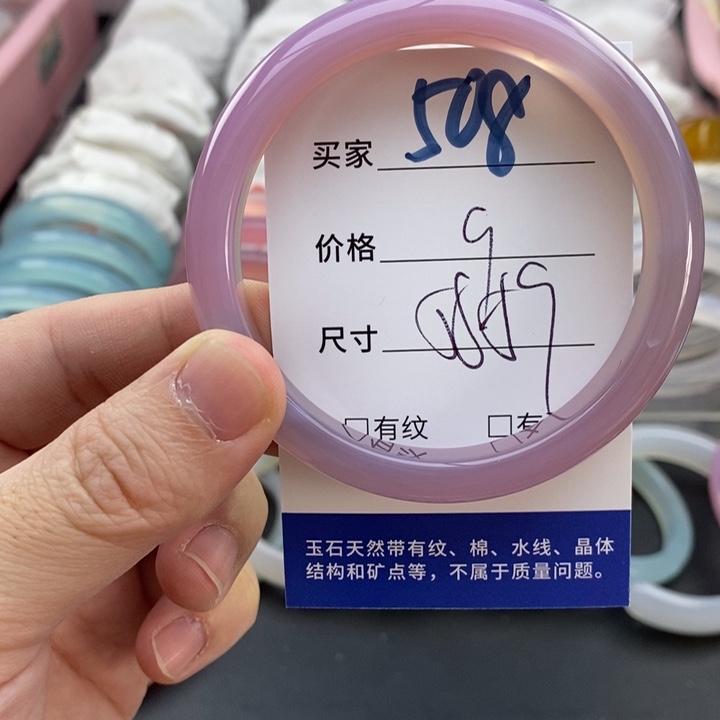 买家 508
价格 9
尺寸
□有纹 □有
玉石天然带有纹、棉、水线、晶体
结构和矿点等，不属于质量问题。